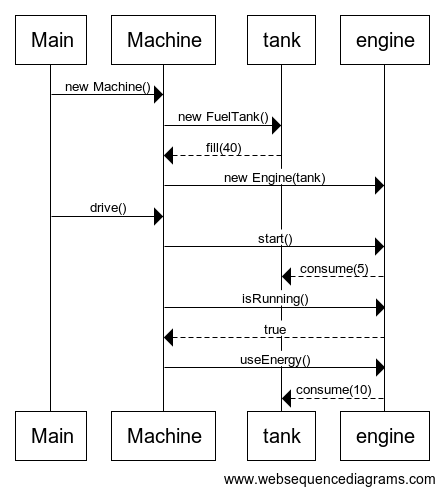 Main Machine tank engine
new Machine()
new FuelTank()
fill(40)
new Engine(tank)
drive()
start()
consume(5)
isRunning()
true
useEnergy()
consume(10)
Main Machine tank engine
www.websequencediagrams.com